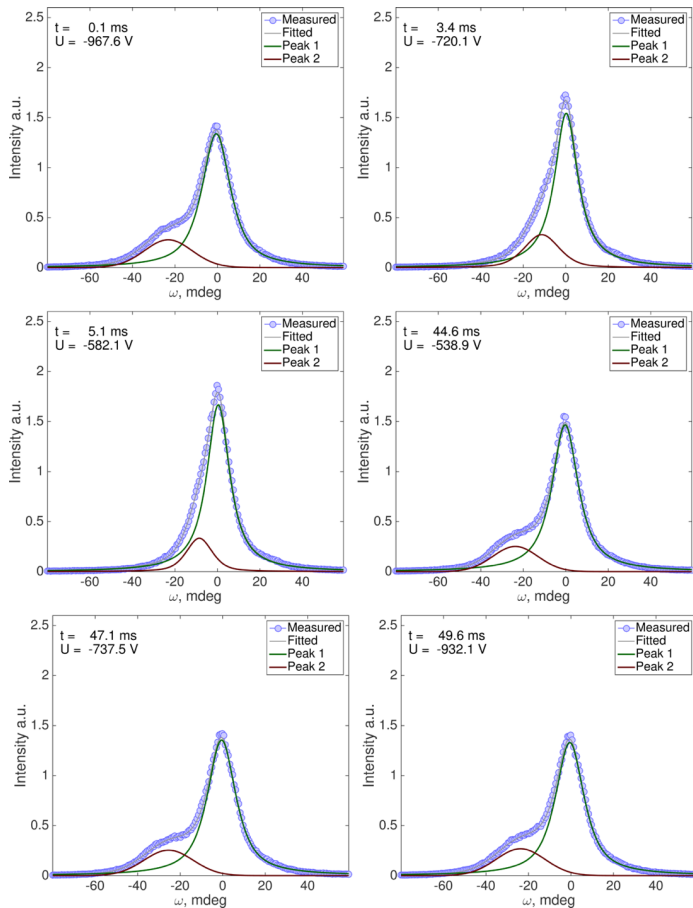 t = 0.1 ms
U = -967.6 V
Measured
Fitted
Peak 1
Peak 2
2.5
2
1.5
1
0.5
0
Intensity a.u.
-60 -40 -20 0 20 40
ω, mdeg
t = 3.4 ms
U = -720.1 V
Measured
Fitted
Peak 1
Peak 2
2.5
2
1.5
1
0.5
0
Intensity a.u.
-60 -40 -20 0 20 40
ω, mdeg
t = 5.1 ms
U = -582.1 V
Measured
Fitted
Peak 1
Peak 2
2.5
2
1.5
1
0.5
0
Intensity a.u.
-60 -40 -20 0 20 40
ω, mdeg
t = 44.6 ms
U = -538.9 V
Measured
Fitted
Peak 1
Peak 2
2.5
2
1.5
1
0.5
0
Intensity a.u.
-60 -40 -20 0 20 40
ω, mdeg
t = 47.1 ms
U = -737.5 V
Measured
Fitted
Peak 1
Peak 2
2.5
2
1.5
1
0.5
0
Intensity a.u.
-60 -40 -20 0 20 40
ω, mdeg
t = 49.6 ms
U = -932.1 V
Measured
Fitted
Peak 1
Peak 2
2.5
2
1.5
1
0.5
0
Intensity a.u.
-60 -40 -20 0 20 40
ω, mdeg